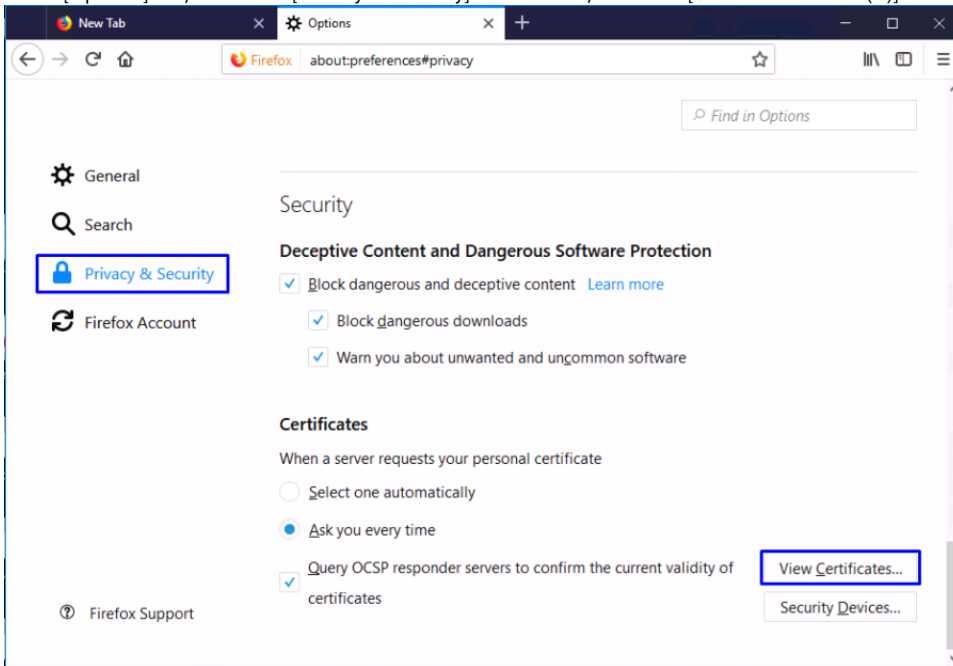 New Tab
Options
Firefox about:preferences#privacy
Find in Options
General
Search
Privacy & Security
Firefox Account
Firefox Support
Security
Deceptive Content and Dangerous Software Protection
Block dangerous and deceptive content Learn more
Block dangerous downloads
Warn you about unwanted and uncommon software
Certificates
When a server requests your personal certificate
Select one automatically
Ask you every time
Query OCSP responder servers to confirm the current validity of
certificates
View Certificates...
Security Devices...